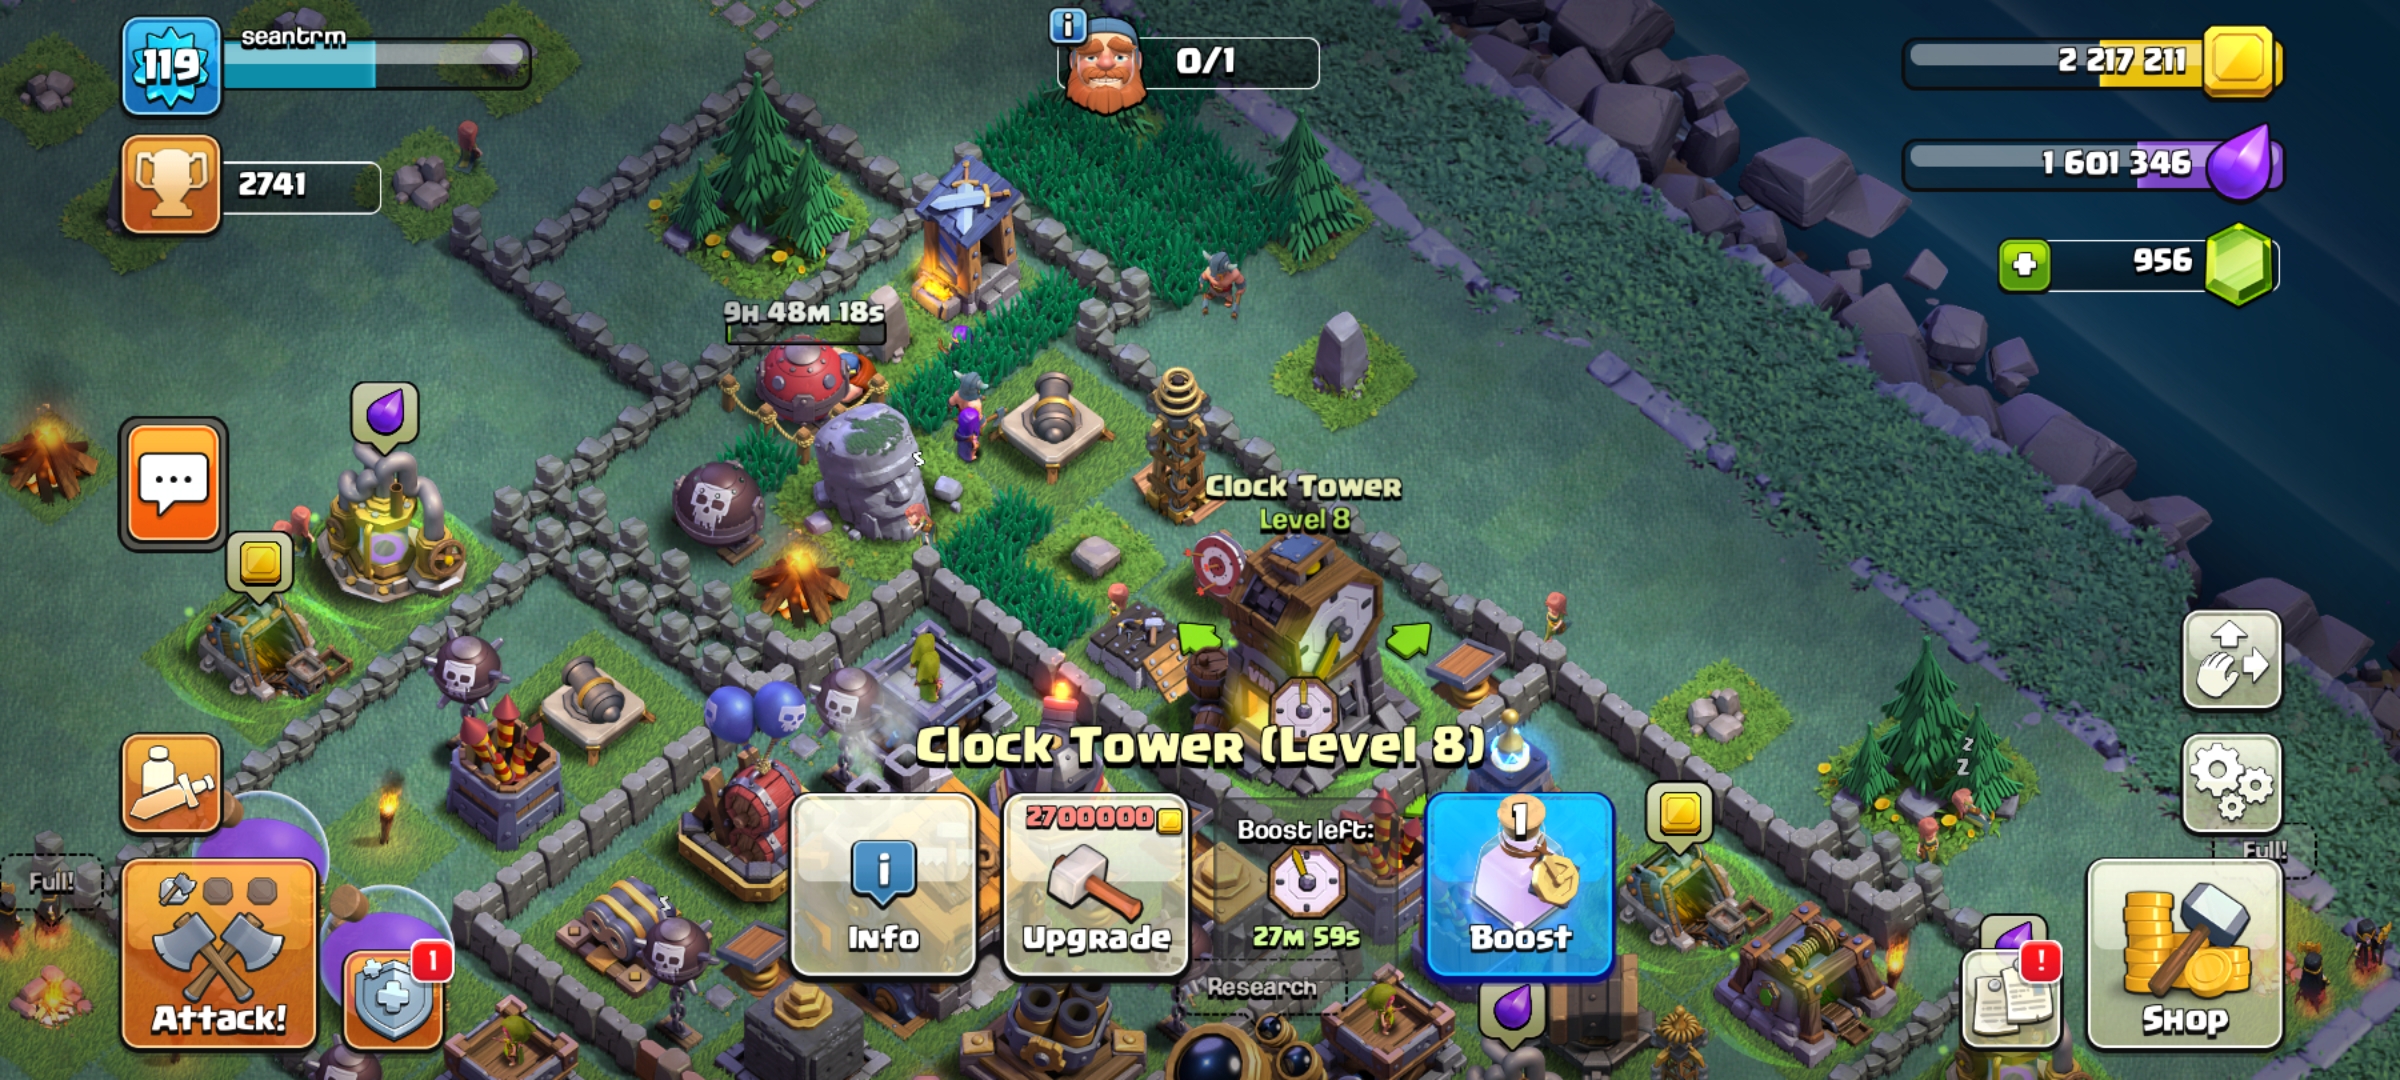 119
seantrm
i
0/1
2 217 211
2741
1 601 346
956
9H 48M 18s
Clock Tower
Level 8
Clock Tower (Level 8)
Z
Z
1
Full!
Attack!
1
i
Info
2700000
Upgrade
Boost left:
27M 59s
Research
Boost
Full!
!
Shop